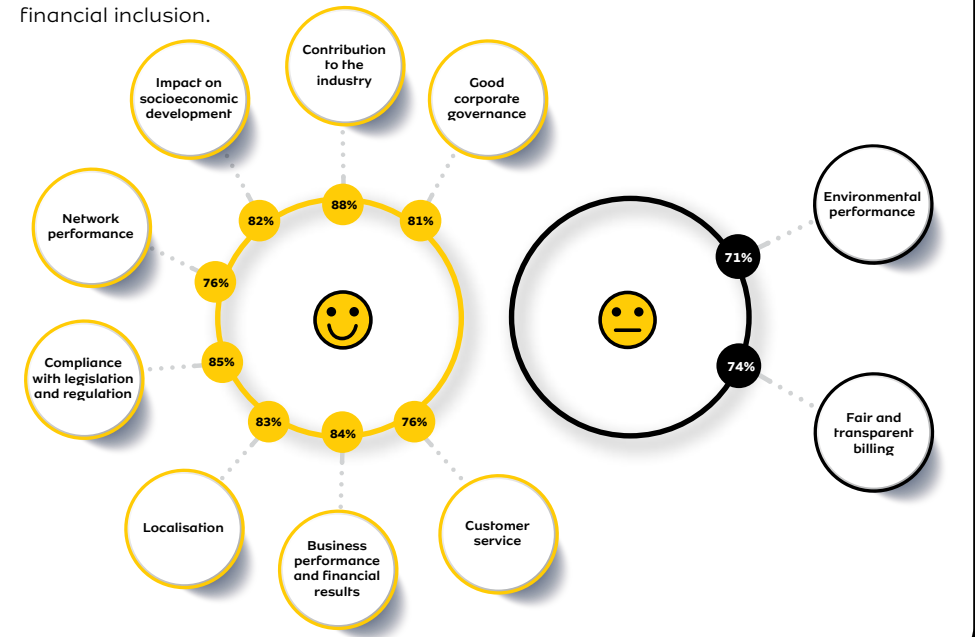 financial inclusion.
Contribution
to the
industry
Impact on
socioeconomic
development
Good
corporate
governance
Network
performance
Compliance
with legislation
and regulation
Localisation
Business
performance
and financial
results
Customer
service
88%
82%
81%
76%
85%
83%
84%
76%
Environmental
performance
71%
74%
Fair and
transparent
billing